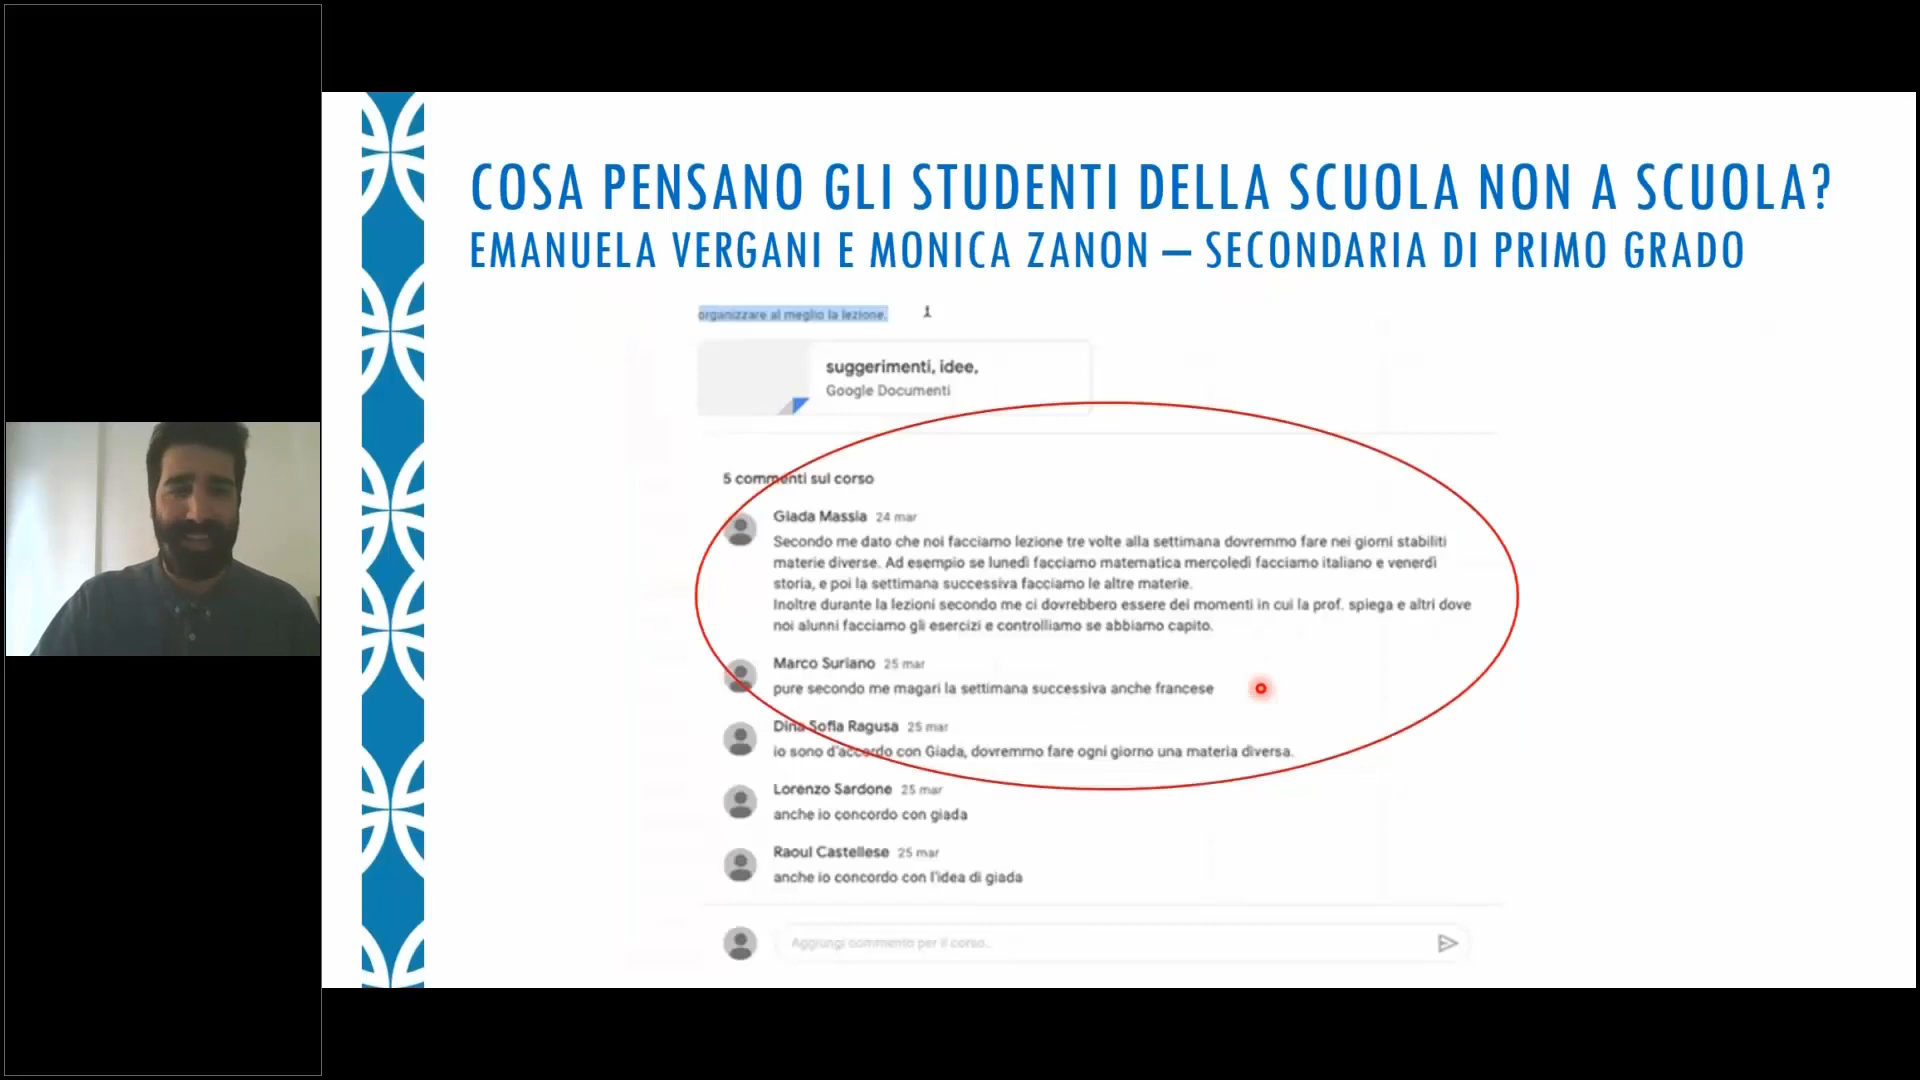 COSA PENSANO GLI STUDENTI DELLA SCUOLA NON A SCUOLA?
EMANUELA VERGANI E MONICA ZANON – SECONDARIA DI PRIMO GRADO
organizzare al meglio la lezione.
suggerimenti, idee,
Google Documenti
5 commenti sul corso
Giada Massia 24 mar
Secondo me dato che noi facciamo lezione tre volte alla settimana dovremmo fare nei giorni stabiliti
materie diverse. Ad esempio se lunedì facciamo matematica mercoledì facciamo italiano e venerdì
storia, e poi la settimana successiva facciamo le altre materie.
Inoltre durante la lezioni secondo me ci dovrebbero essere dei momenti in cui la prof. spiega e altri dove
noi alunni facciamo gli esercizi e controlliamo se abbiamo capito.
Marco Suriano 25 mar
pure secondo me magari la settimana successiva anche francese
Dina Sofia Ragusa 25 mar
io sono d'accordo con Giada, dovremmo fare ogni giorno una materia diversa.
Lorenzo Sardone 25 mar
anche io concordo con giada
Raoul Castellese 25 mar
anche io concordo con l'idea di giada
Aggiungi commento per il corso..